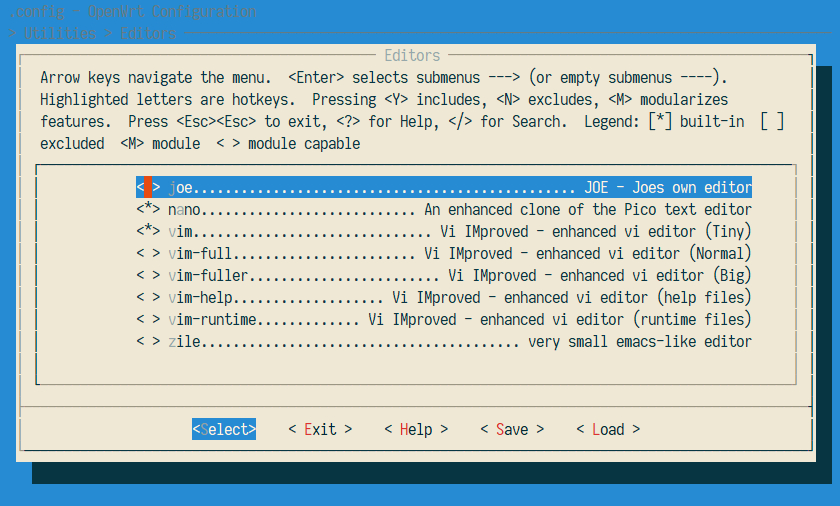 .config - OpenWrt Configuration
> Utilities > Editors
Editors
Arrow keys navigate the menu.  <Enter> selects submenus ---> (or empty submenus ----).
Highlighted letters are hotkeys.  Pressing <Y> includes, <N> excludes, <M> modularizes
features.  Press <Esc><Esc> to exit, <?> for Help, </> for Search.  Legend: [*] built-in  [ ]
excluded  <M> module  < > module capable
< > joe................................................ JOE - Joes own editor
<*> nano........................... An enhanced clone of the Pico text editor
<*> vim.............................. Vi IMproved - enhanced vi editor (Tiny)
< > vim-full....................... Vi IMproved - enhanced vi editor (Normal)
< > vim-fuller........................ Vi IMproved - enhanced vi editor (Big)
< > vim-help................... Vi IMproved - enhanced vi editor (help files)
< > vim-runtime............. Vi IMproved - enhanced vi editor (runtime files)
< > zile........................................ very small emacs-like editor
<Select>    < Exit >    < Help >    < Save >    < Load >